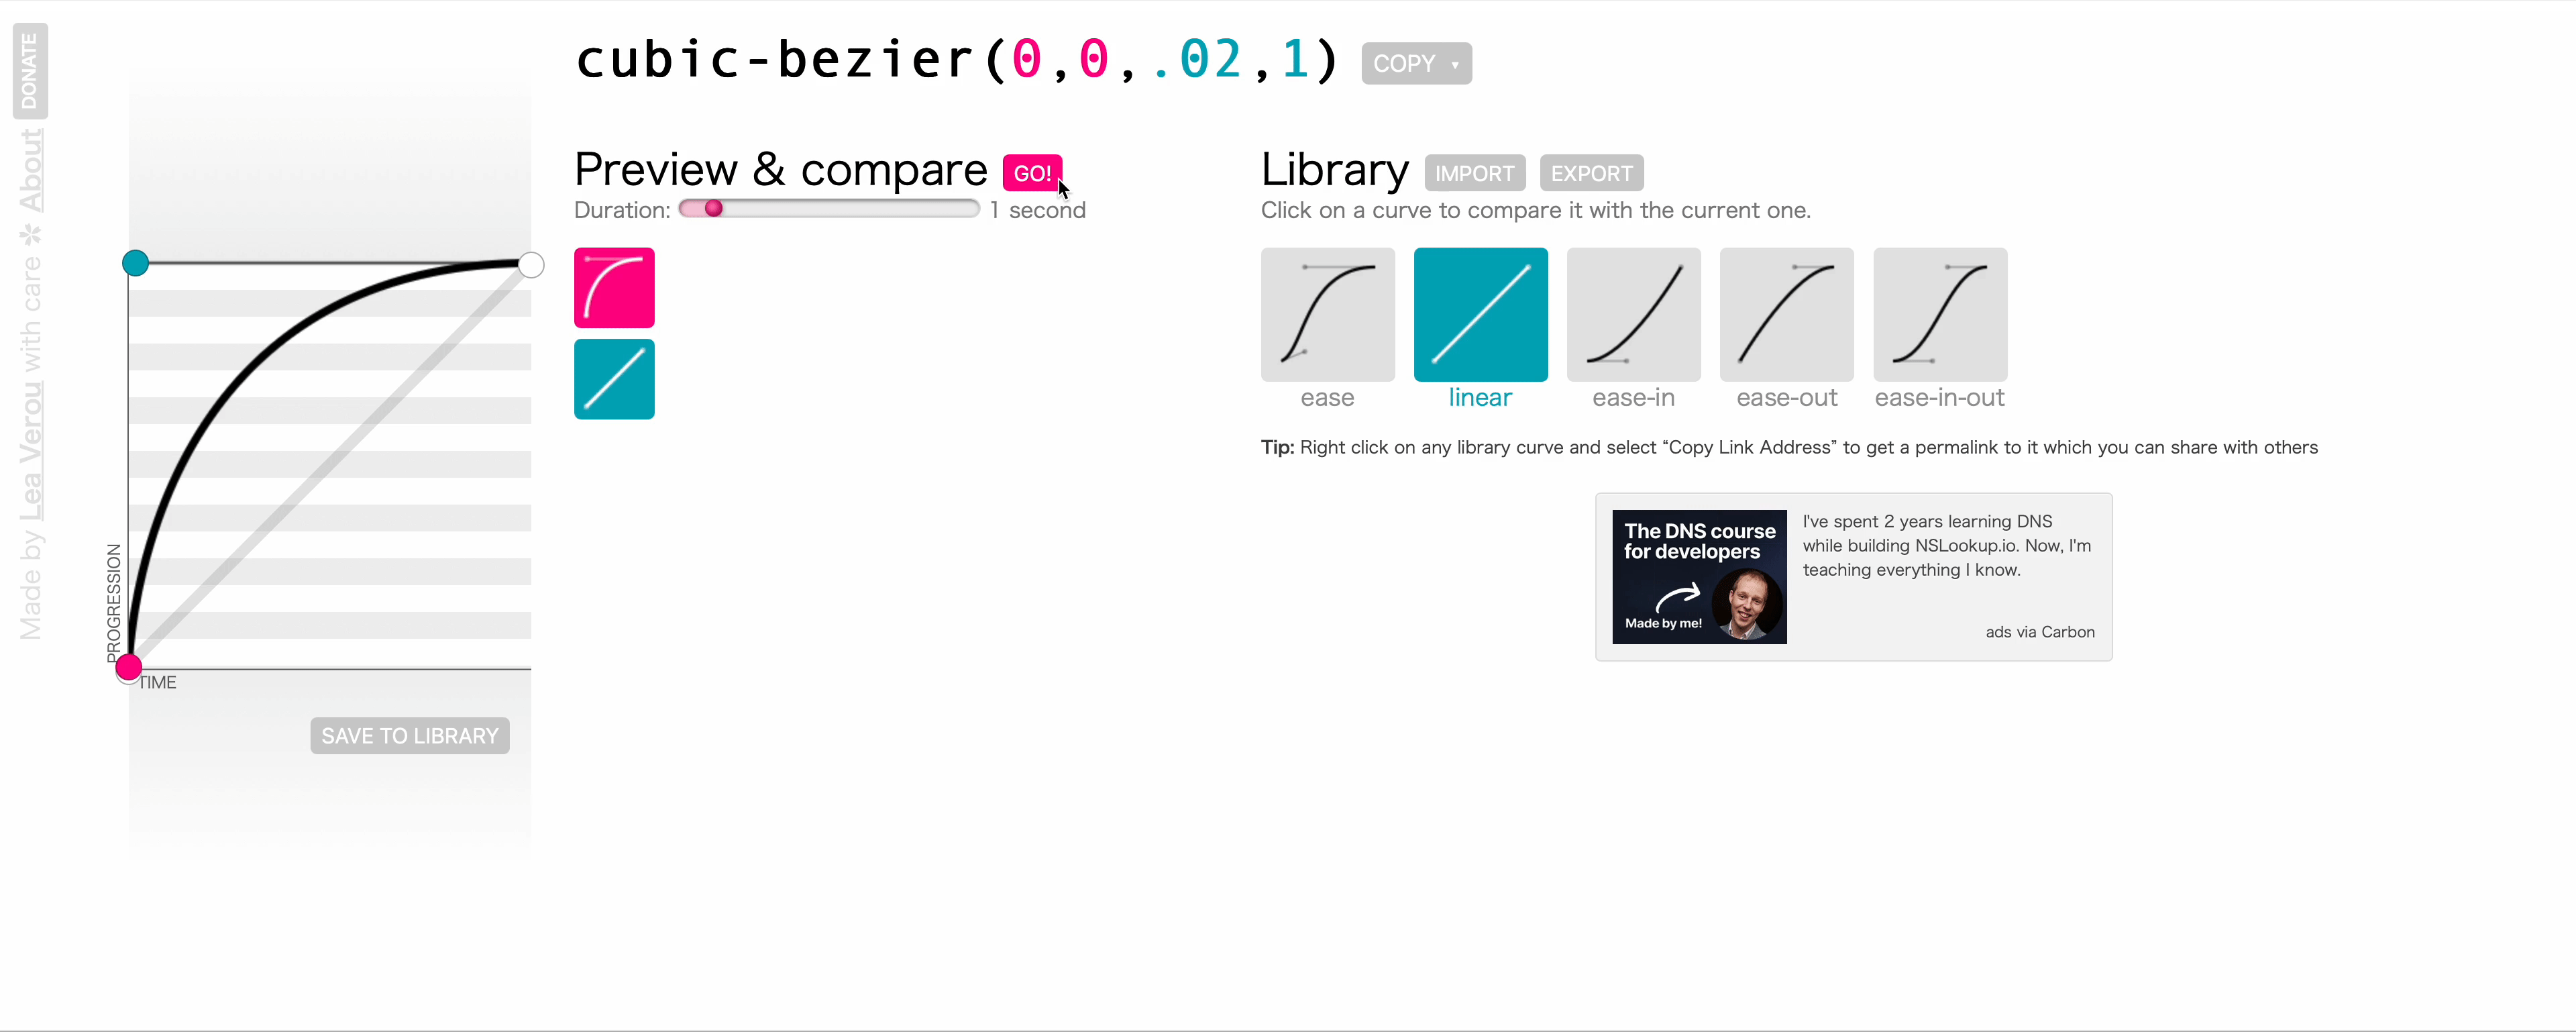 DONATE
Made by Lea Verou with care ✲ About
cubic-bezier(0,0,.02,1)
COPY ▾
Preview & compare GO!
Duration: 1 second
Library IMPORT EXPORT
Click on a curve to compare it with the current one.
ease linear ease-in ease-out ease-in-out
Tip: Right click on any library curve and select “Copy Link Address” to get a permalink to it which you can share with others
The DNS course
for developers
Made by me!
I've spent 2 years learning DNS
while building NSLookup.io. Now, I'm
teaching everything I know.
ads via Carbon
PROGRESSION
TIME
SAVE TO LIBRARY